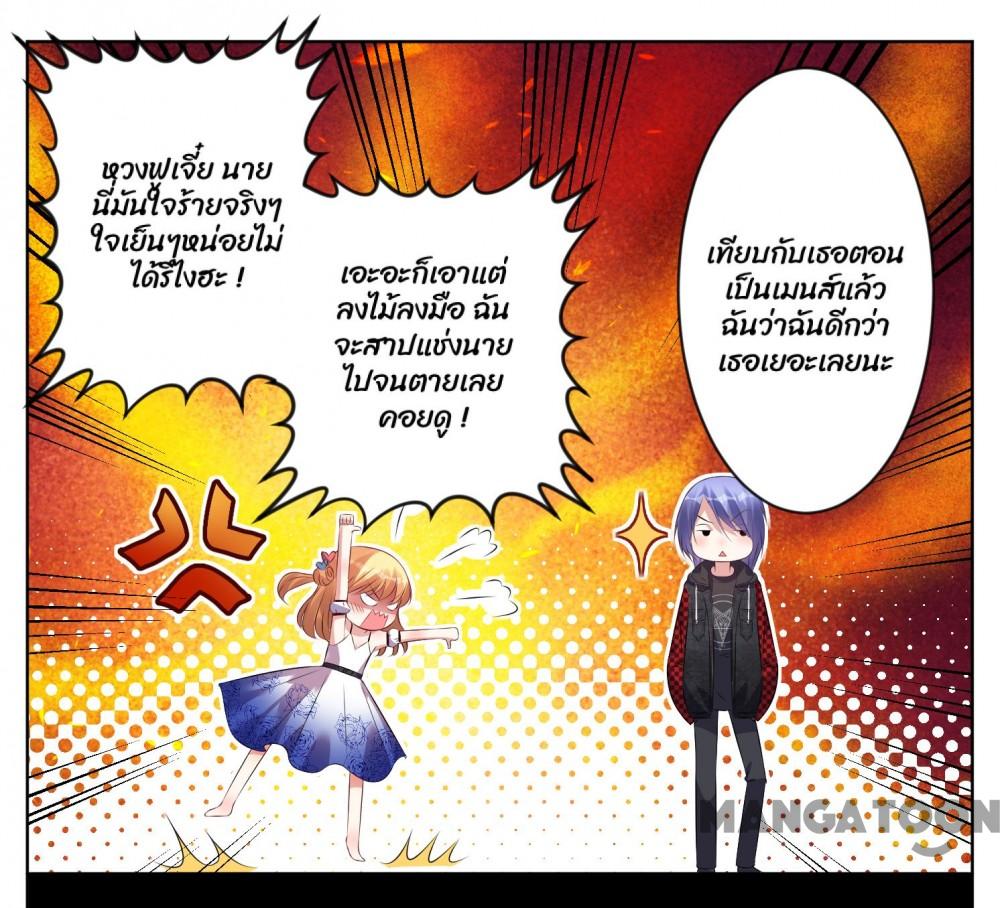 หวงฟูเจี๋ย นาย
นี่มันใจร้ายจริงๆ
ใจเย็นๆหน่อยไม่
ได้รึไงฮะ !
เอะอะก็เอาแต่
ลงไม้ลงมือ ฉัน
จะสาปแช่งนาย
ไปจนตายเลย
คอยดู !
เทียบกับเธอตอน
เป็นเมนส์แล้ว
ฉันว่าฉันดีกว่า
เธอเยอะเลยนะ
MANGATOON